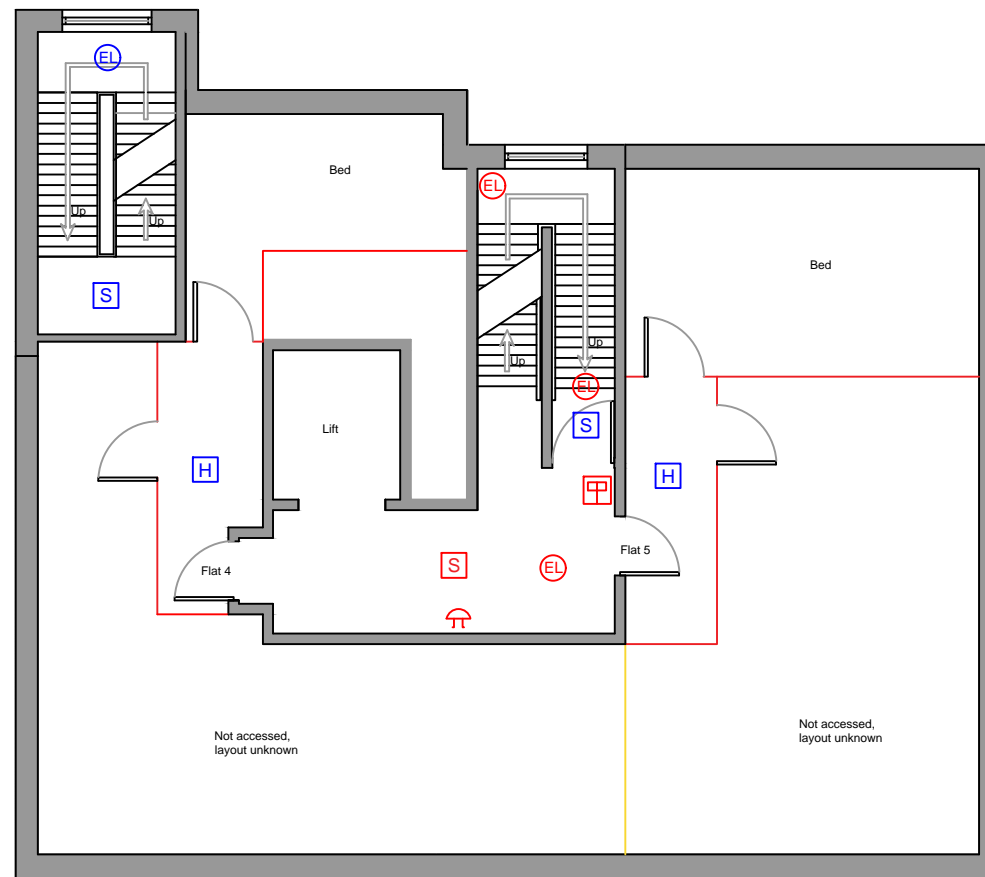 EL
Bed
EL
Up
Up
Bed
S
Up
Up
EL
Lift
S
H
H
Flat 4
S
EL
Flat 5
Not accessed,
layout unknown
Not accessed,
layout unknown